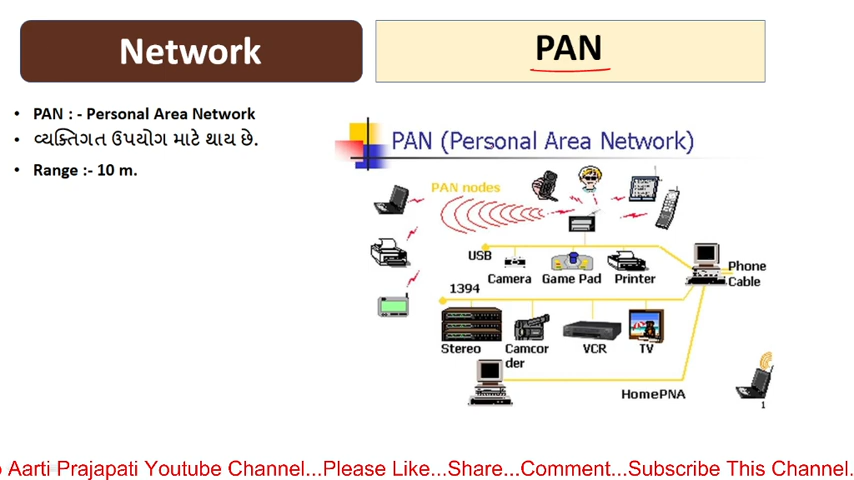 Network
PAN
• PAN : - Personal Area Network
• વ્યક્તિગત ઉપયોગ માટે થાય છે.
• Range :- 10 m.
PAN (Personal Area Network)
PAN nodes
USB
Camera Game Pad Printer
Phone
Cable
1394
Stereo Camcor
der VCR TV
HomePNA
1
Aarti Prajapati Youtube Channel...Please Like...Share...Comment...Subscribe This Channel.